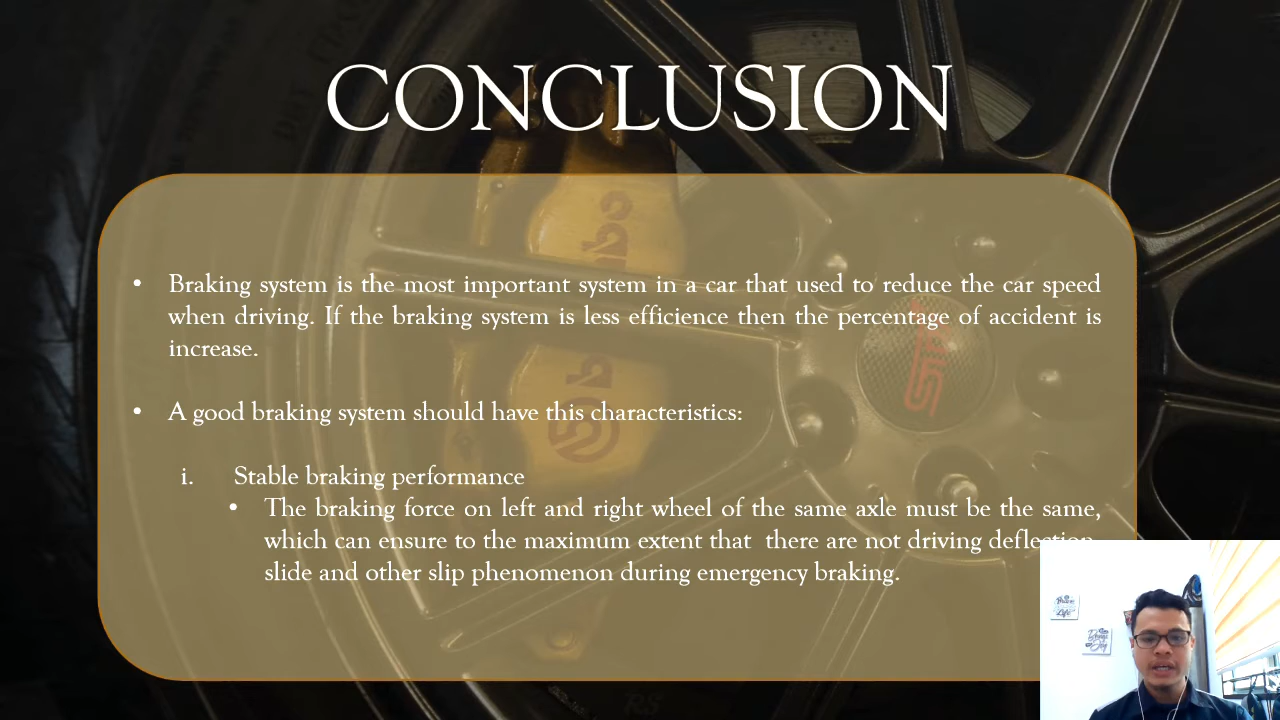 CONCLUSION
• Braking system is the most important system in a car that used to reduce the car speed
when driving. If the braking system is less efficience then the percentage of accident is
increase.
• A good braking system should have this characteristics:
i. Stable braking performance
• The braking force on left and right wheel of the same axle must be the same,
which can ensure to the maximum extent that there are not driving deflection,
slide and other slip phenomenon during emergency braking.